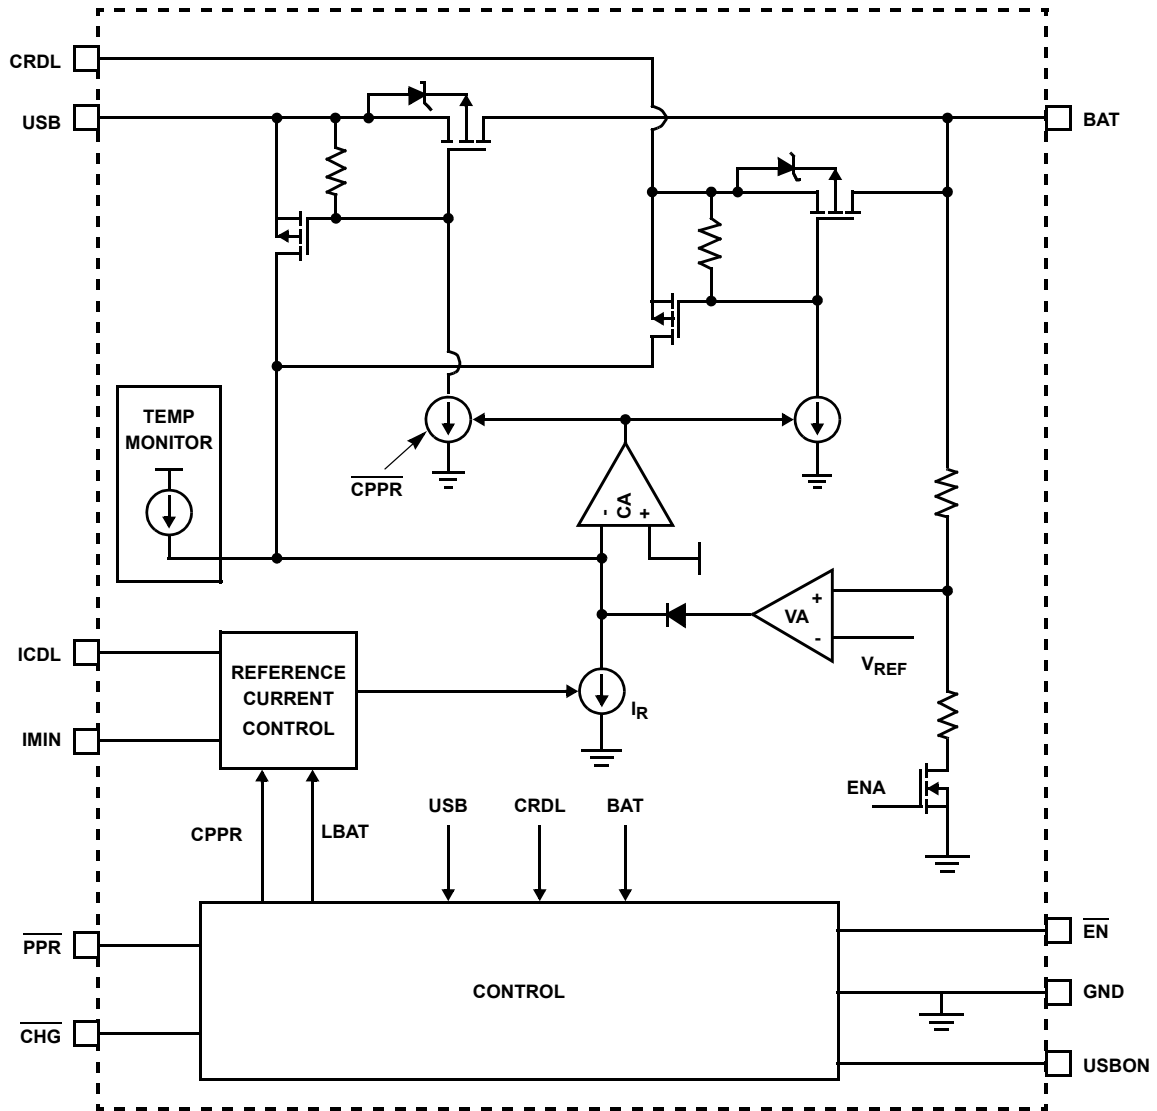 CRDL
USB
BAT
TEMP
MONITOR
CPPR
CA
-
+
VA
+
-
VREF
ICDL
IMIN
REFERENCE
CURRENT
CONTROL
IR
ENA
CPPR
LBAT
USB
CRDL
BAT
PPR
CHG
CONTROL
EN
GND
USBON